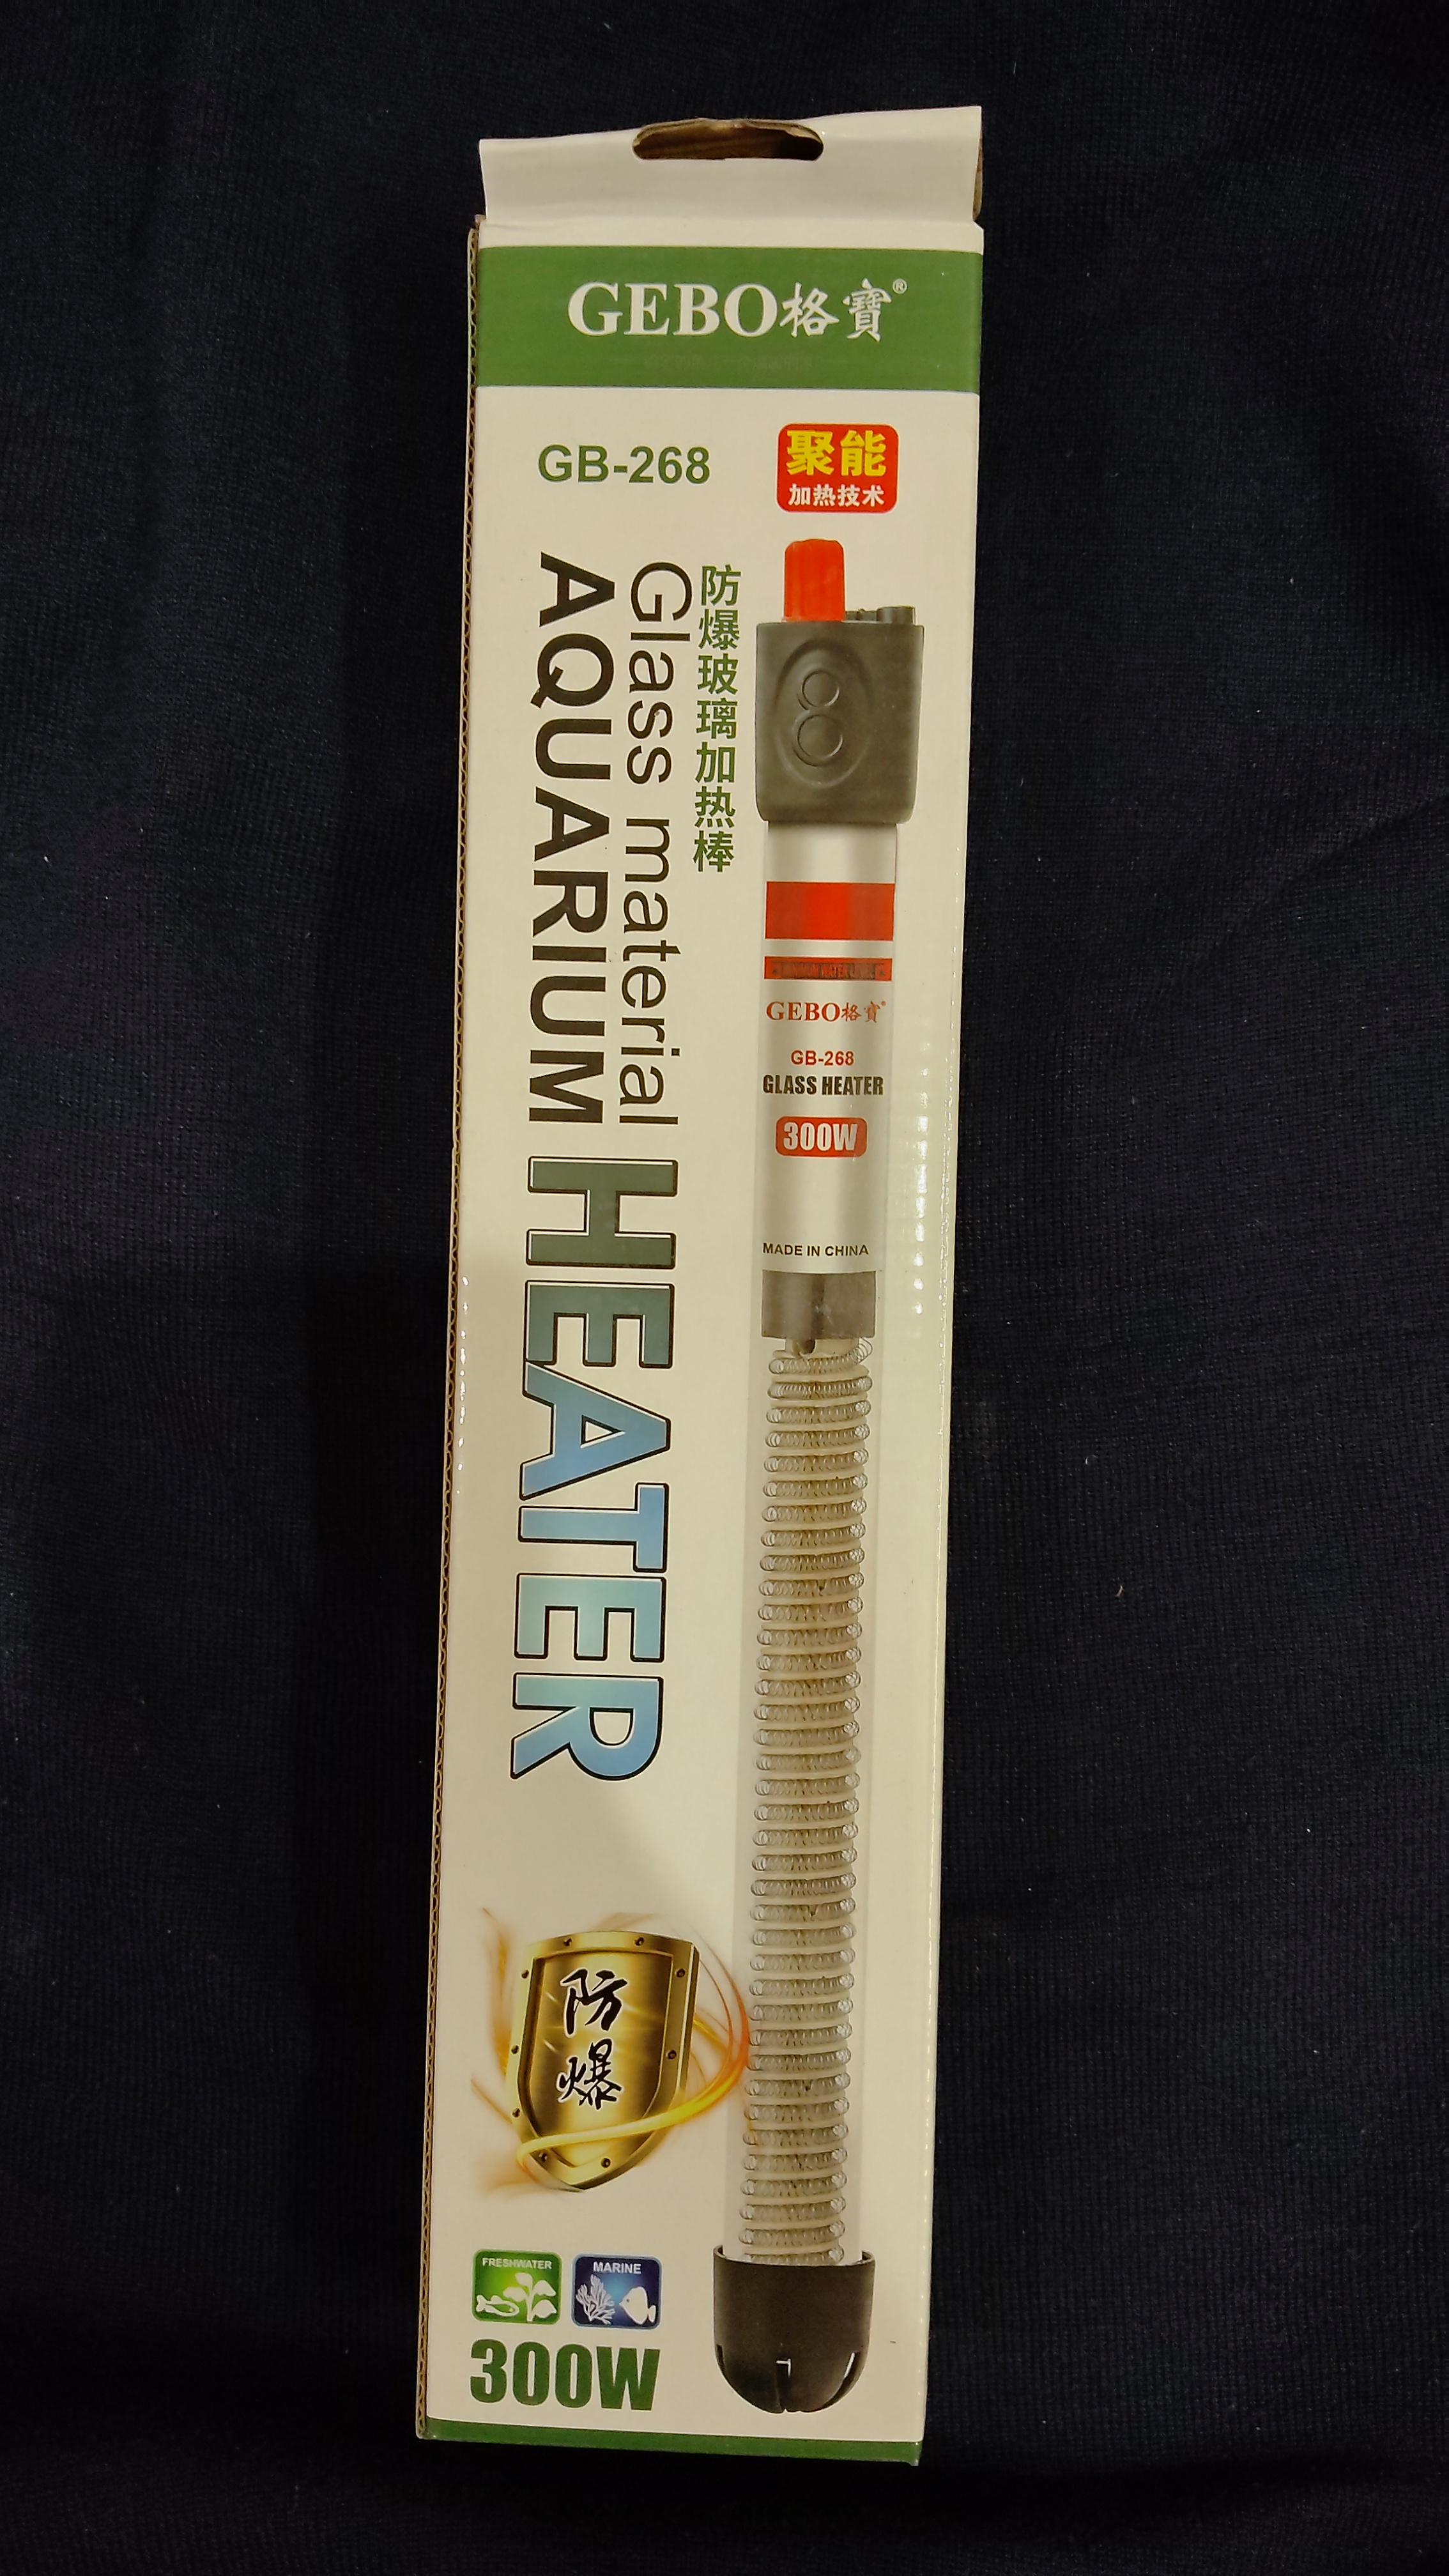 GEBO格寶®
GB-268
聚能
加热技术
防爆玻璃加热棒
Glass material
AQUARIUM
HEATER
GEBO格寶®
GB-268
GLASS HEATER
300W
MADE IN CHINA
防爆
FRESHWATER
MARINE
300W